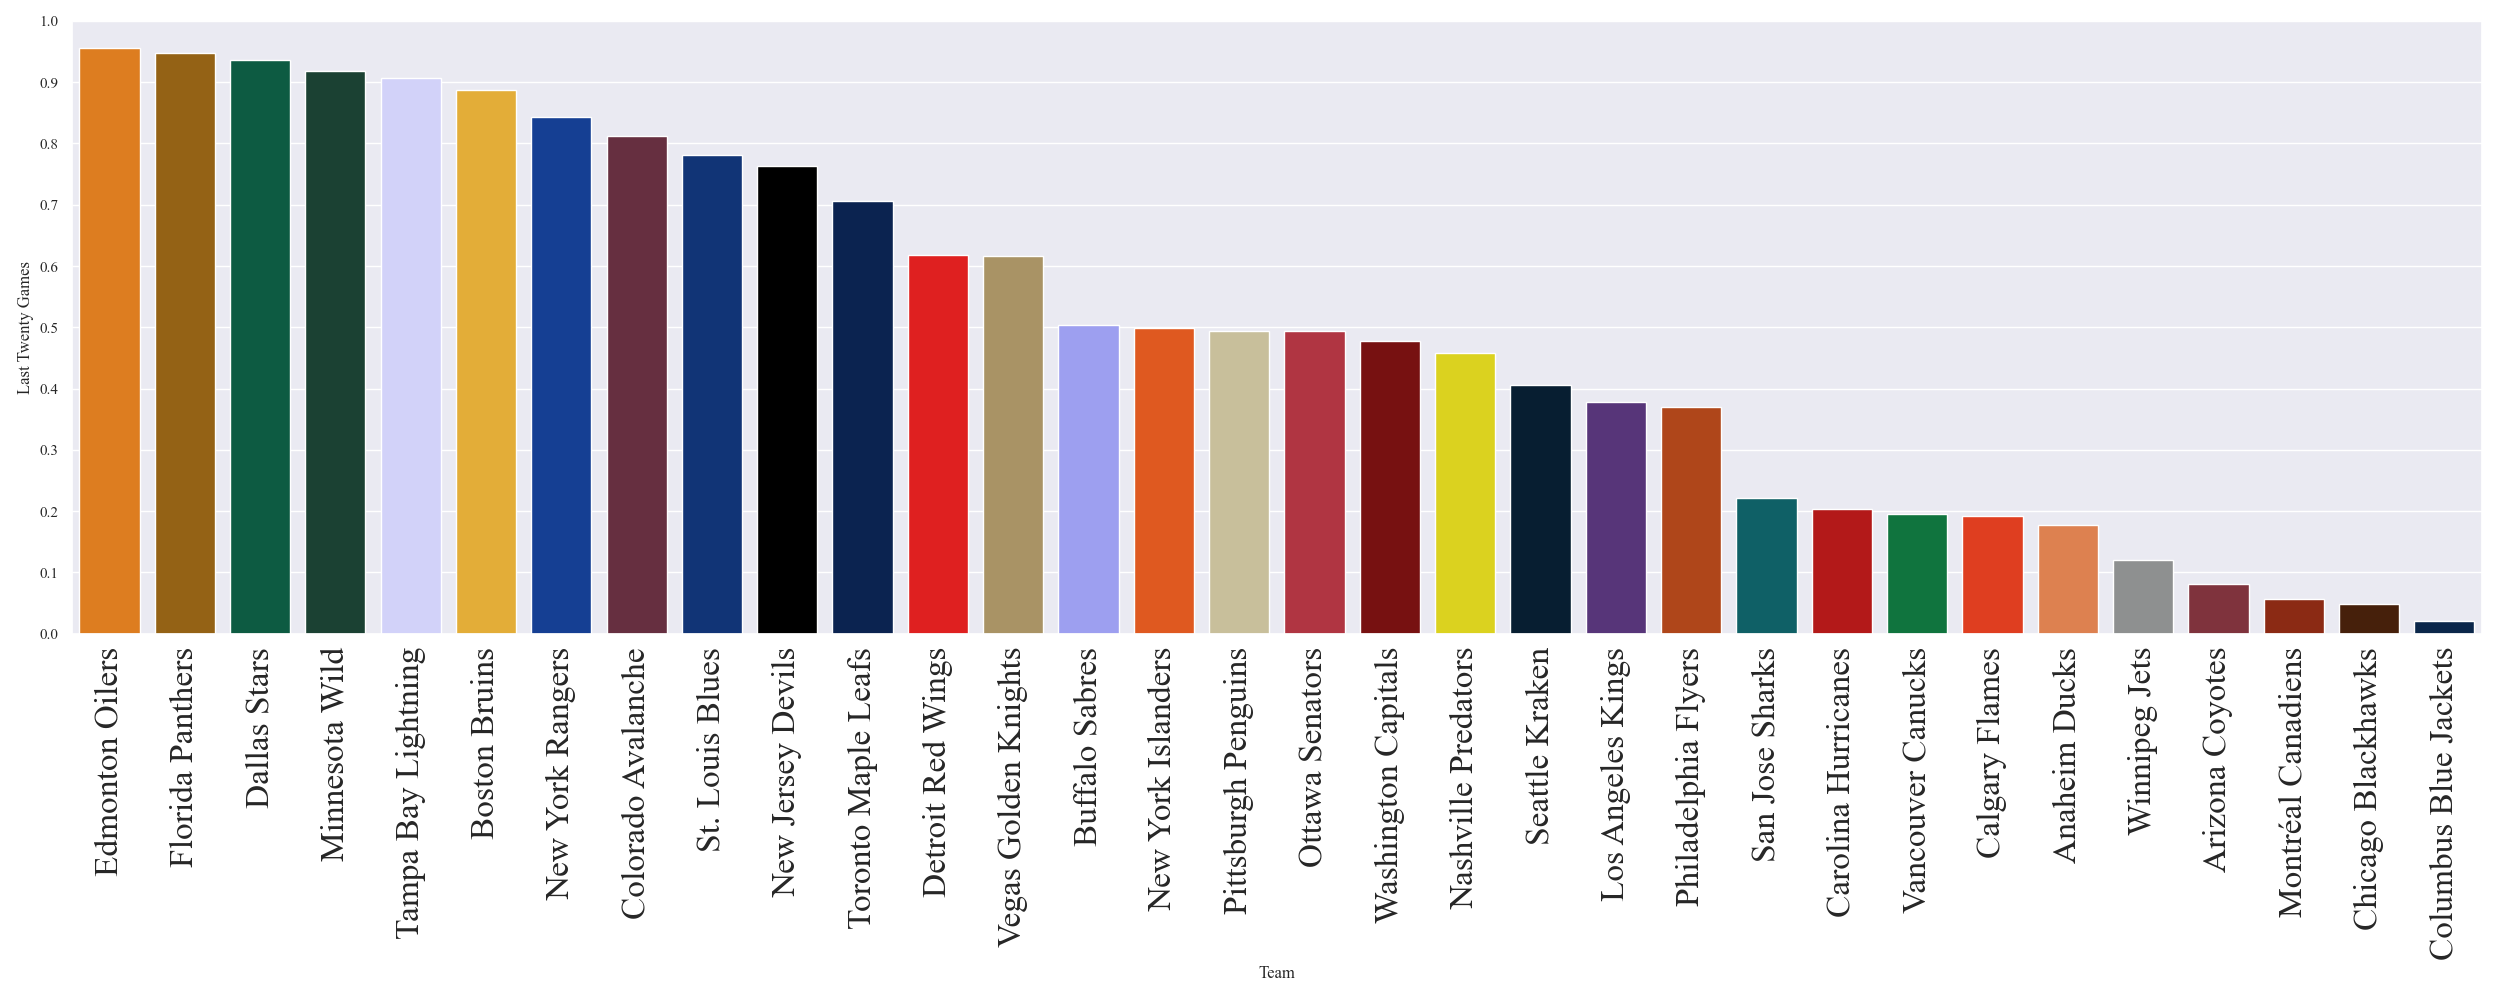 1.0
0.9
0.8
0.7
0.6
0.5
0.4
0.3
0.2
0.1
0.0
Last Twenty Games
Edmonton Oilers
Florida Panthers
Dallas Stars
Minnesota Wild
Tampa Bay Lightning
Boston Bruins
New York Rangers
Colorado Avalanche
St. Louis Blues
New Jersey Devils
Toronto Maple Leafs
Detroit Red Wings
Vegas Golden Knights
Buffalo Sabres
New York Islanders
Pittsburgh Penguins
Ottawa Senators
Washington Capitals
Nashville Predators
Seattle Kraken
Los Angeles Kings
Philadelphia Flyers
San Jose Sharks
Carolina Hurricanes
Vancouver Canucks
Calgary Flames
Anaheim Ducks
Winnipeg Jets
Arizona Coyotes
Montréal Canadiens
Chicago Blackhawks
Columbus Blue Jackets
Team